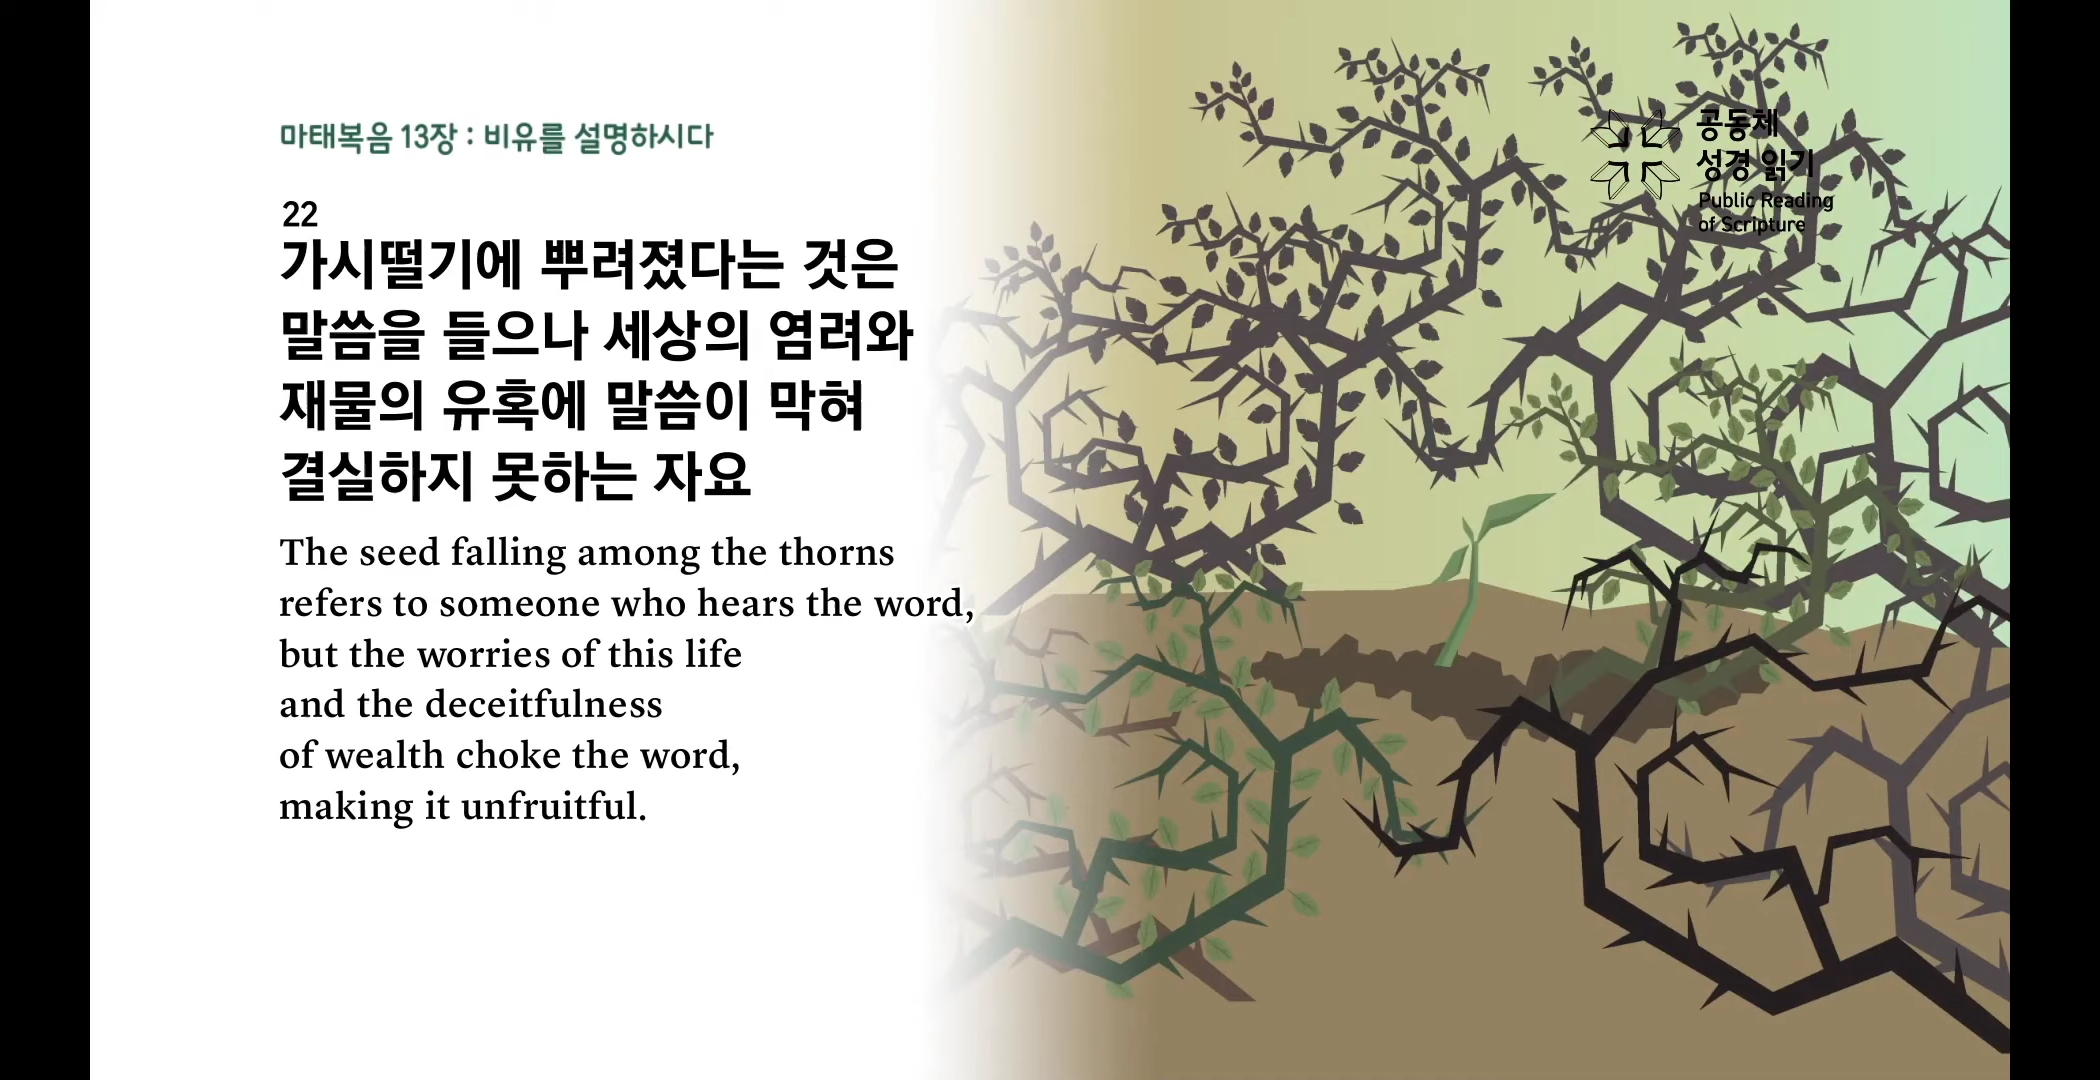 마태복음 13장 : 비유를 설명하시다
22
가시떨기에 뿌려졌다는 것은
말씀을 들으나 세상의 염려와
재물의 유혹에 말씀이 막혀
결실하지 못하는 자요
The seed falling among the thorns
refers to someone who hears the word,
but the worries of this life
and the deceitfulness
of wealth choke the word,
making it unfruitful.
공동체
성경 읽기
Public Reading
of Scripture